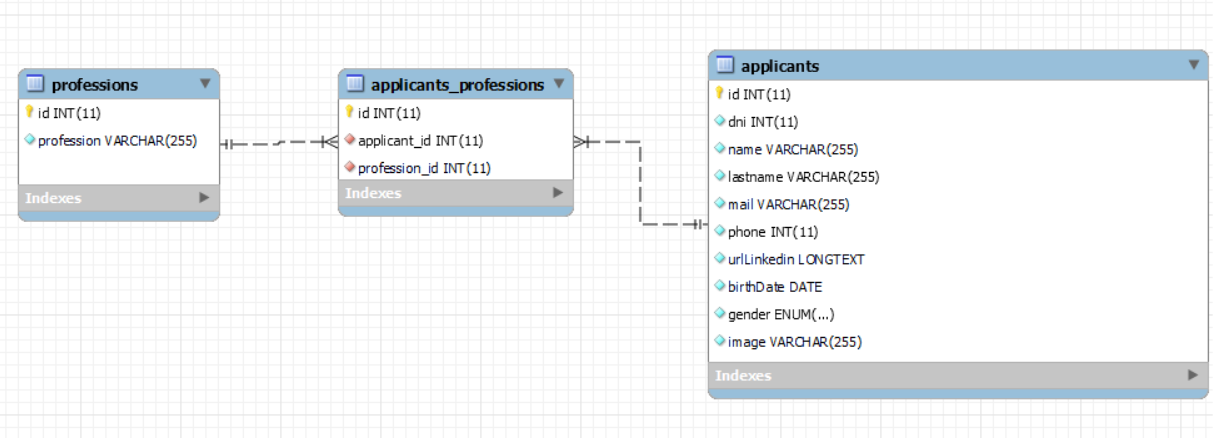 professions
id INT(11)
profession VARCHAR(255)
Indexes
applicants_professions
id INT(11)
applicant_id INT(11)
profession_id INT(11)
Indexes
applicants
id INT(11)
dni INT(11)
name VARCHAR(255)
lastname VARCHAR(255)
mail VARCHAR(255)
phone INT(11)
urlLinkedin LONGTEXT
birthDate DATE
gender ENUM(...)
image VARCHAR(255)
Indexes